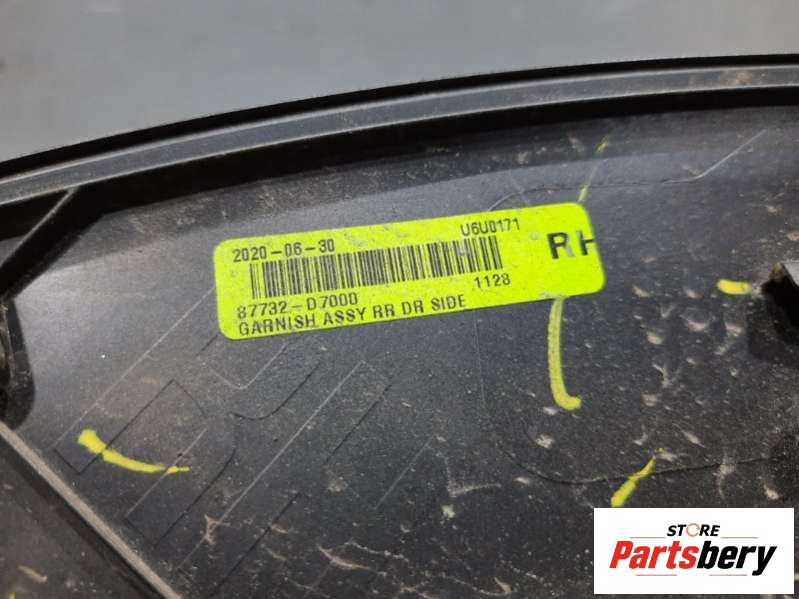 2020-06-30 U6U0171
H
RH
87732-D7000 1128
GARNISH ASSY RR DR SIDE
STORE
Partsbery